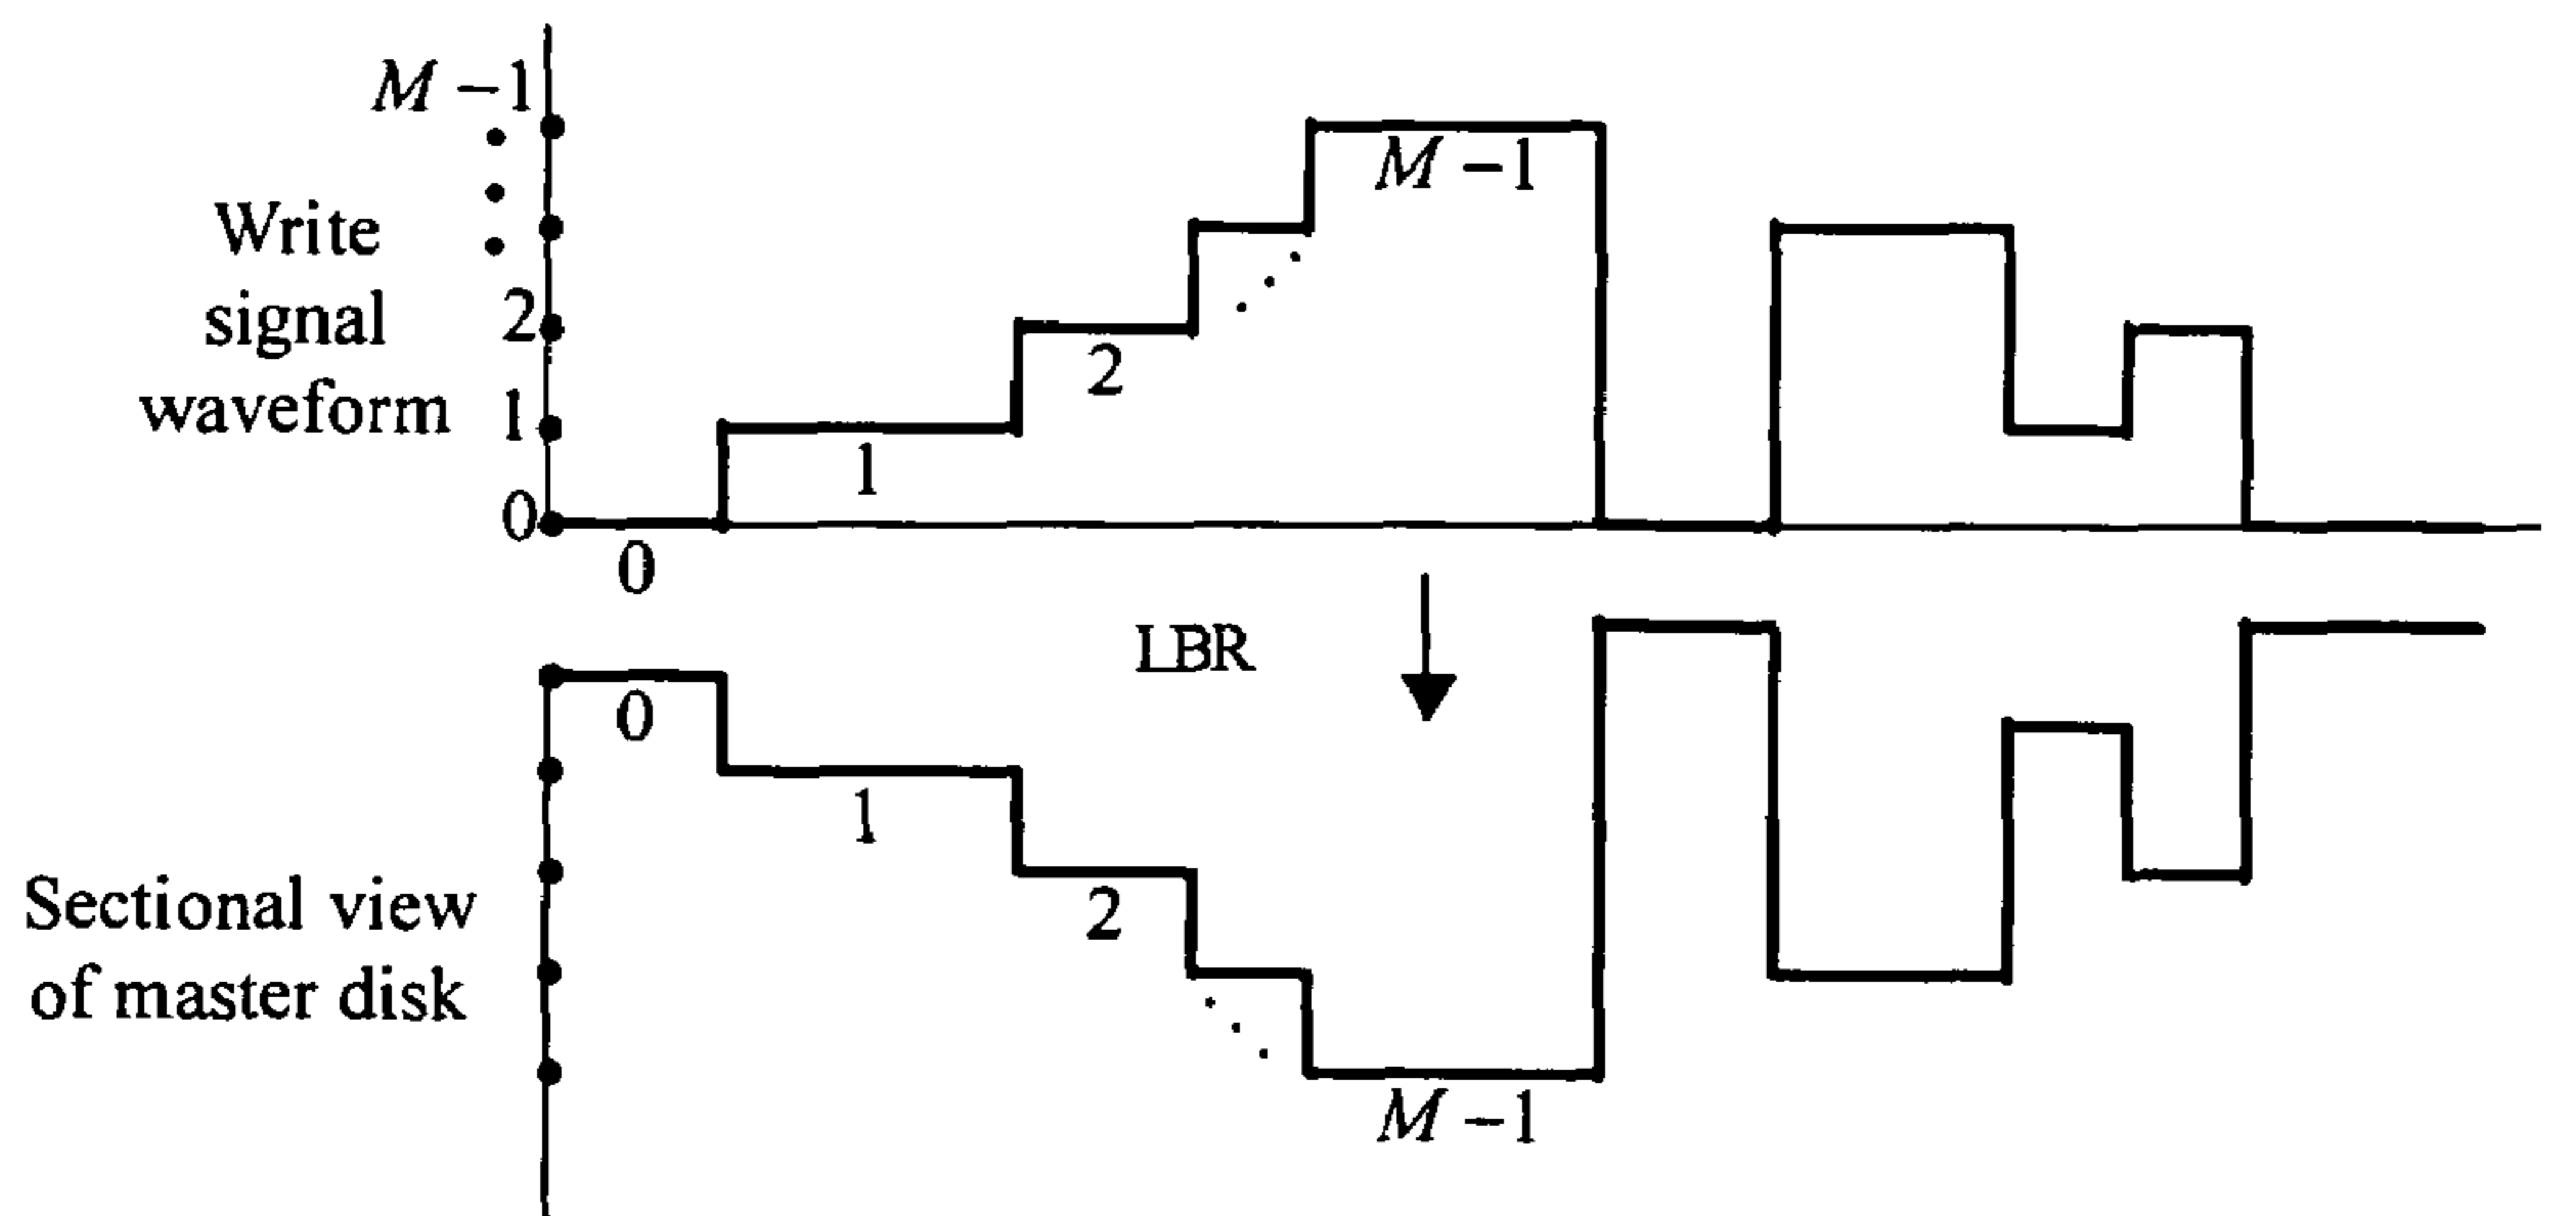 M −1
Write
signal
waveform
2
1
0
0
1
2
M −1
LBR
Sectional view
of master disk
0
1
2
M −1